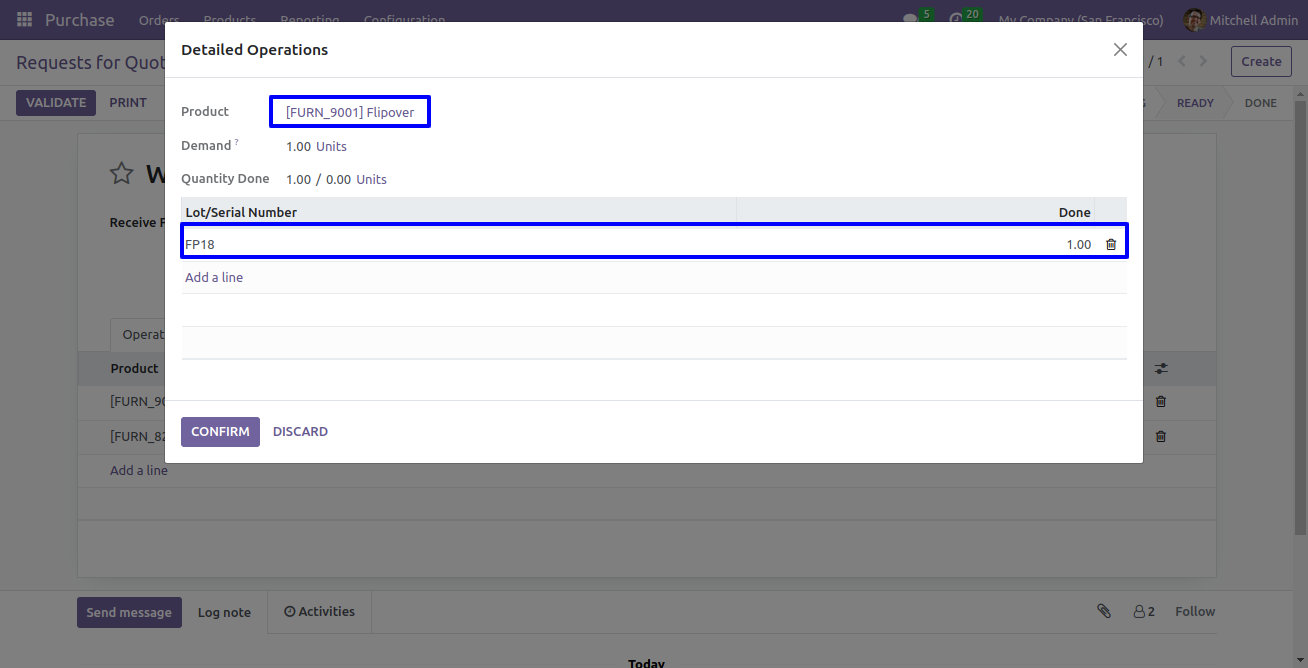 Purchase Orders Products Reporting Configuration 5 20 My Company (San Francisco) Mitchell Admin
Requests for Quot / 1 Create
VALIDATE PRINT READY DONE
Detailed Operations
Product [FURN_9001] Flipover
Demand ? 1.00 Units
Quantity Done 1.00 / 0.00 Units
Lot/Serial Number Done
FP18 1.00
Add a line
CONFIRM DISCARD
W
Receive F
Operat
Product
[FURN_90
[FURN_82
Add a line
Send message Log note Activities 2 Follow
Today